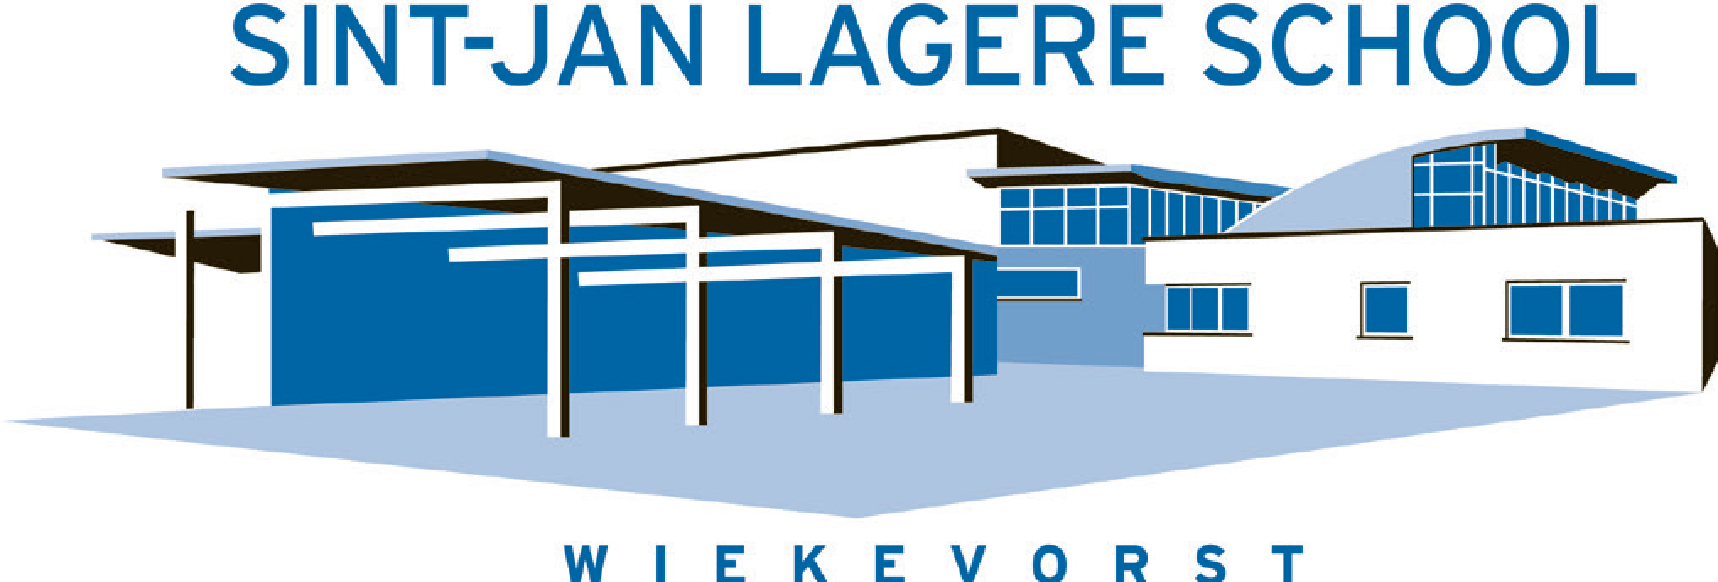 SINT-JAN LAGERE SCHOOL
WIEKEVORST